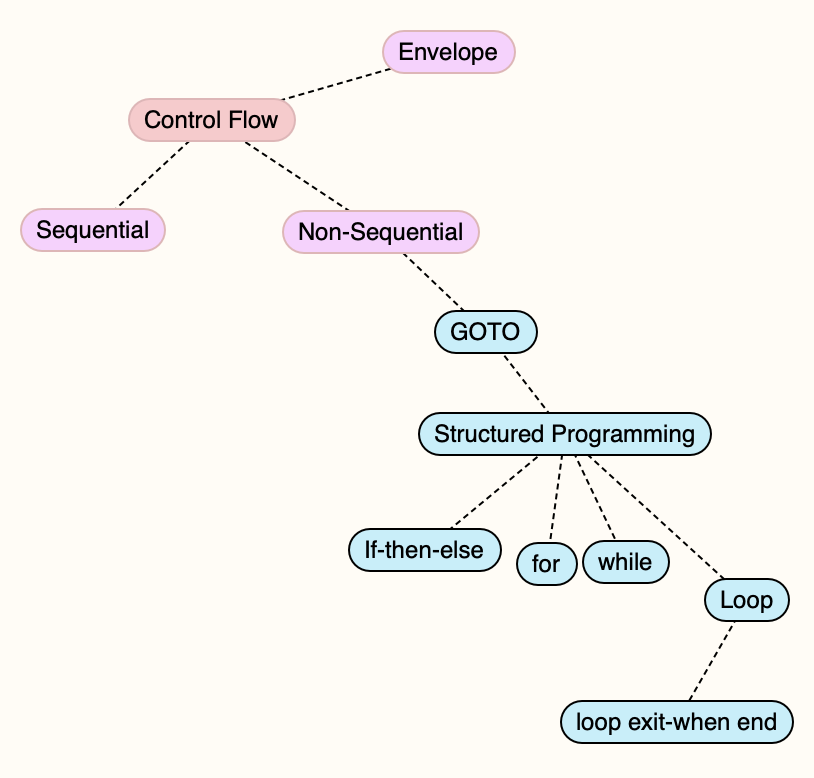 Envelope
Control Flow
Sequential
Non-Sequential
GOTO
Structured Programming
If-then-else
for
while
Loop
loop exit-when end